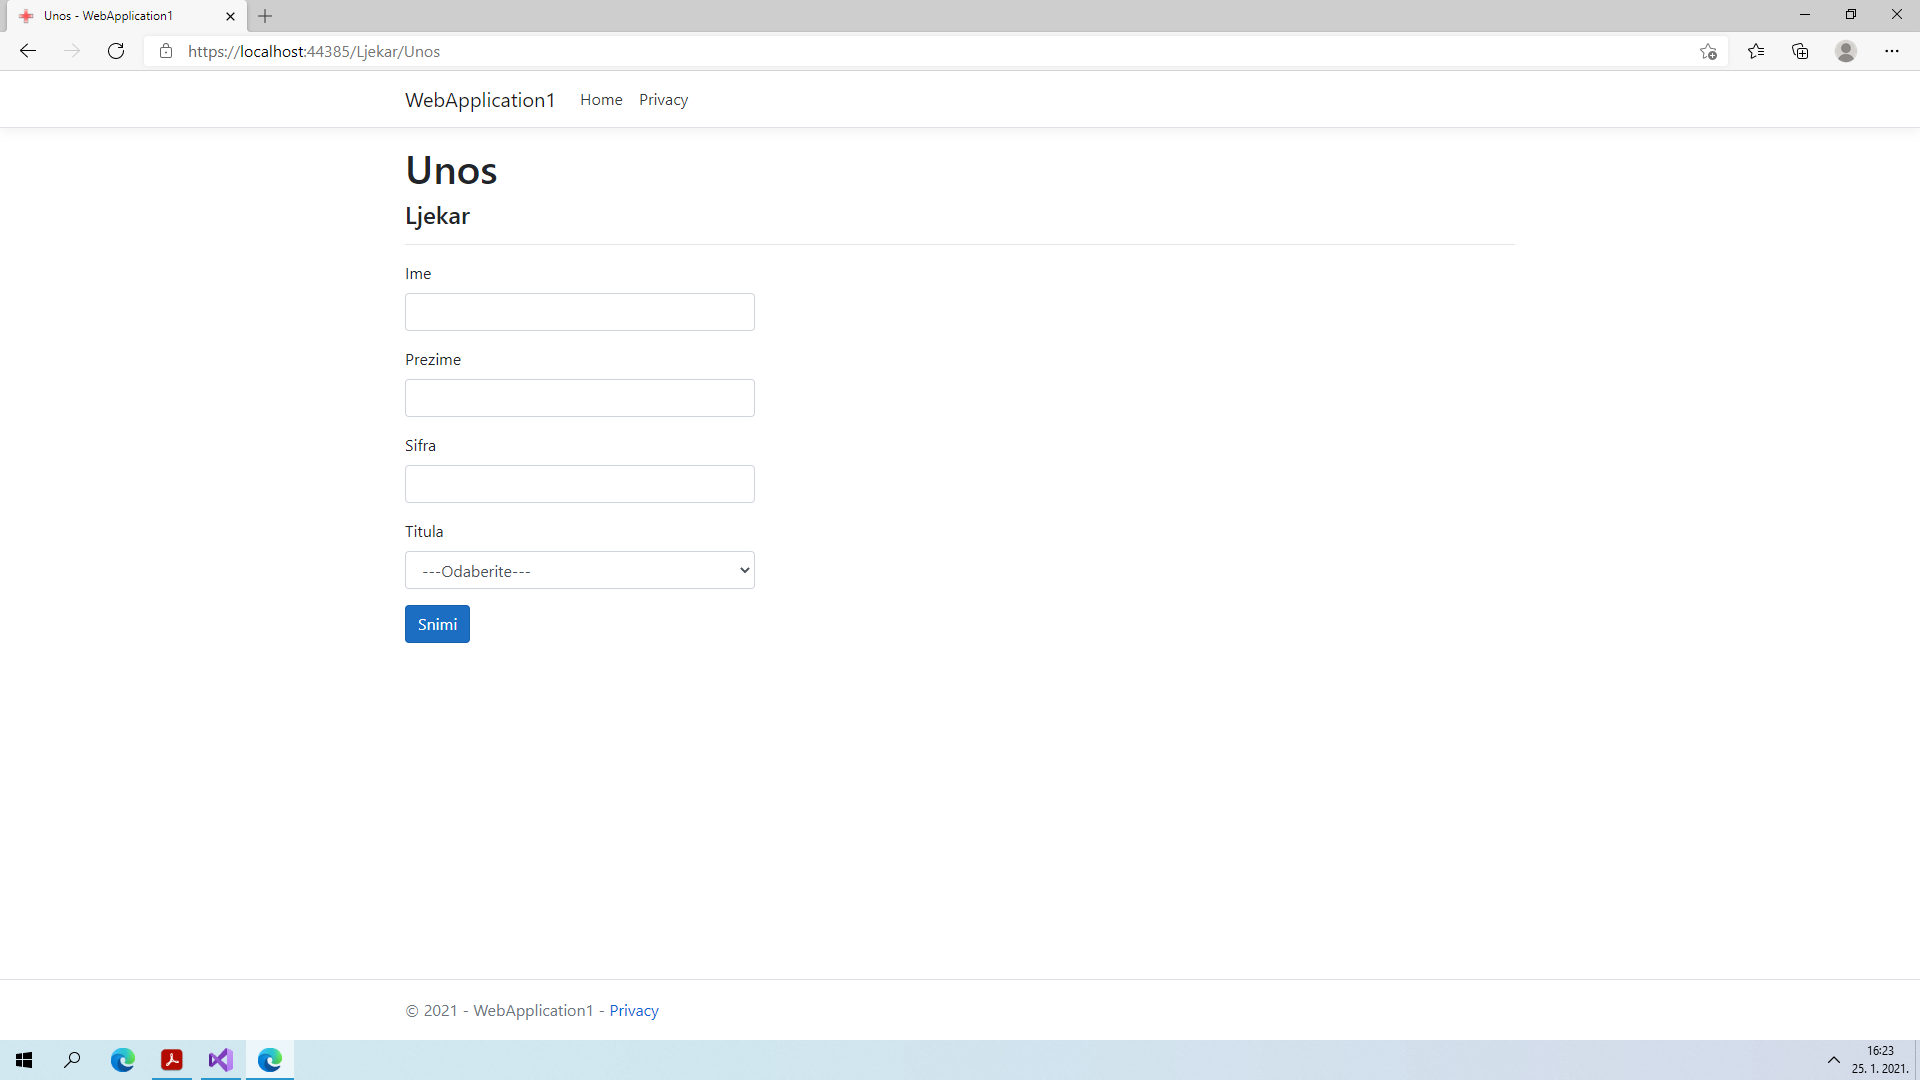 Unos - WebApplication1
https://localhost:44385/Ljekar/Unos
WebApplication1 Home Privacy
Unos
Ljekar
Ime
Prezime
Sifra
Titula
---Odaberite---
Snimi
© 2021 - WebApplication1 - Privacy
16:23
25. 1. 2021.